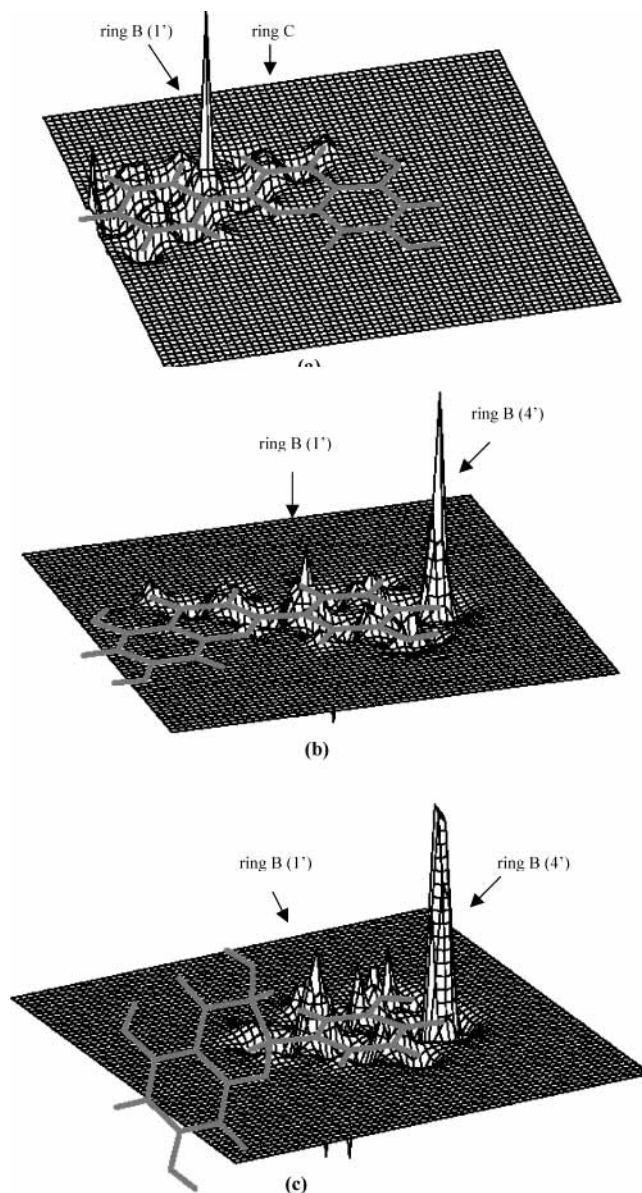 ring B (1') ring C
(a)
ring B (4')
ring B (1')
(b)
ring B (1') ring B (4')
(c)